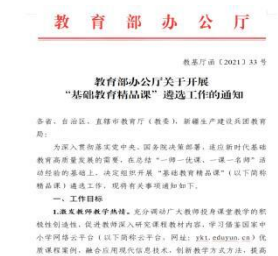 教育部办公厅
教基厅函〔2021〕33号
教育部办公厅关于开展
“基础教育精品课”遴选工作的通知
各省、自治区、直辖市教育厅（教委），新疆生产建设兵团教育
局：
为深入贯彻落实党中央、国务院决策部署，适应新时代基础
教育高质量发展的需要，在总结“一师一优课、一课一名师”活
动经验的基础上，决定组织开展“基础教育精品课”（以下简称
精品课）遴选工作，现将有关事项通知如下。
一、工作目标
1.激发教师教学热情。充分调动广大教师投身课堂教学的积
极性创造性，促进教师深入研究课程教材内容，学习借鉴国家中
小学网络云平台（以下简称云平台，网址：ykt.eduyun.cn）优
质课程案例，融合应用现代信息技术，创新教学方式方法，提高